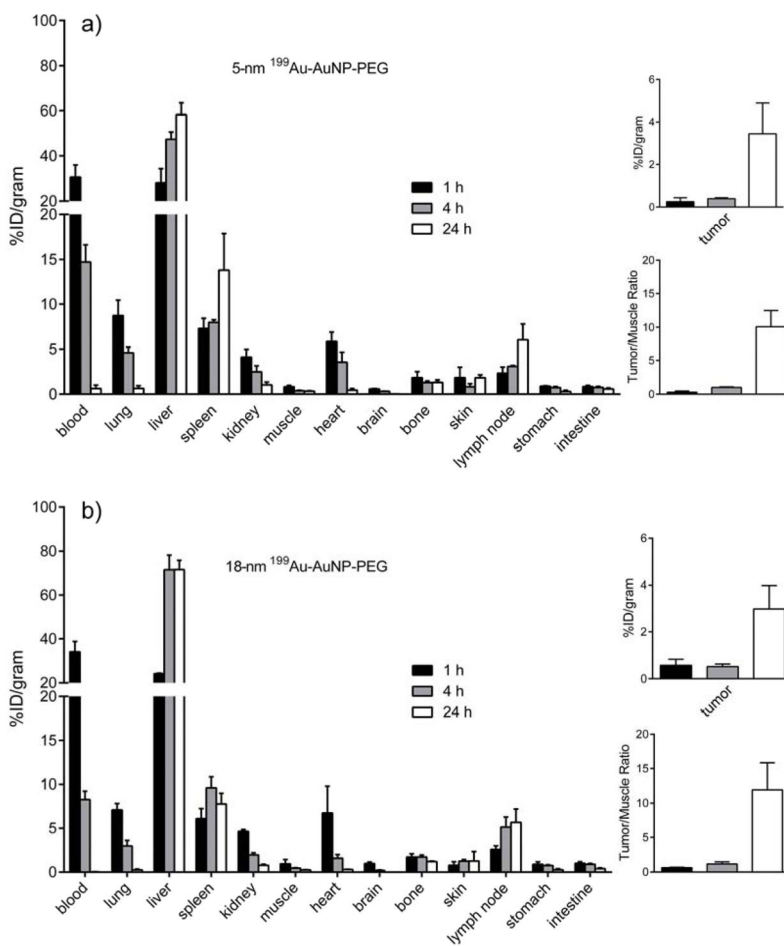 a)
5-nm ¹⁹⁹Au-AuNP-PEG
%ID/gram
100
80
60
40
20
20
15
10
5
0
1 h
4 h
24 h
blood
lung
liver
spleen
kidney
muscle
heart
brain
bone
skin
lymph node
stomach
intestine
%ID/gram
6
4
2
0
tumor
Tumor/Muscle Ratio
20
15
10
5
0
b)
18-nm ¹⁹⁹Au-AuNP-PEG
%ID/gram
100
80
60
40
20
20
15
10
5
0
1 h
4 h
24 h
blood
lung
liver
spleen
kidney
muscle
heart
brain
bone
skin
lymph node
stomach
intestine
%ID/gram
6
4
2
0
tumor
Tumor/Muscle Ratio
20
15
10
5
0